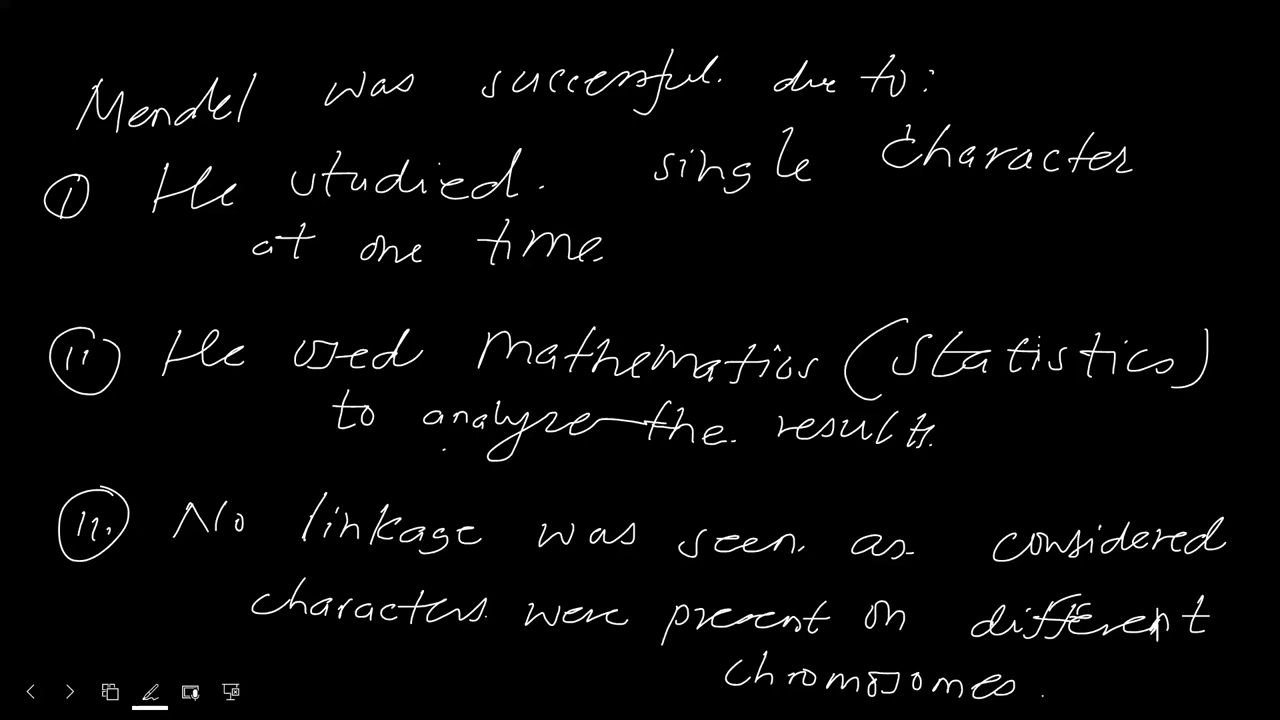 Mendel was successful due to:
(i) He studied single character
at one time.
(ii) He used Mathematics (Statistics)
to analyze the results.
(iii) No linkage was seen as considered
characters were present on different
chromosomes.